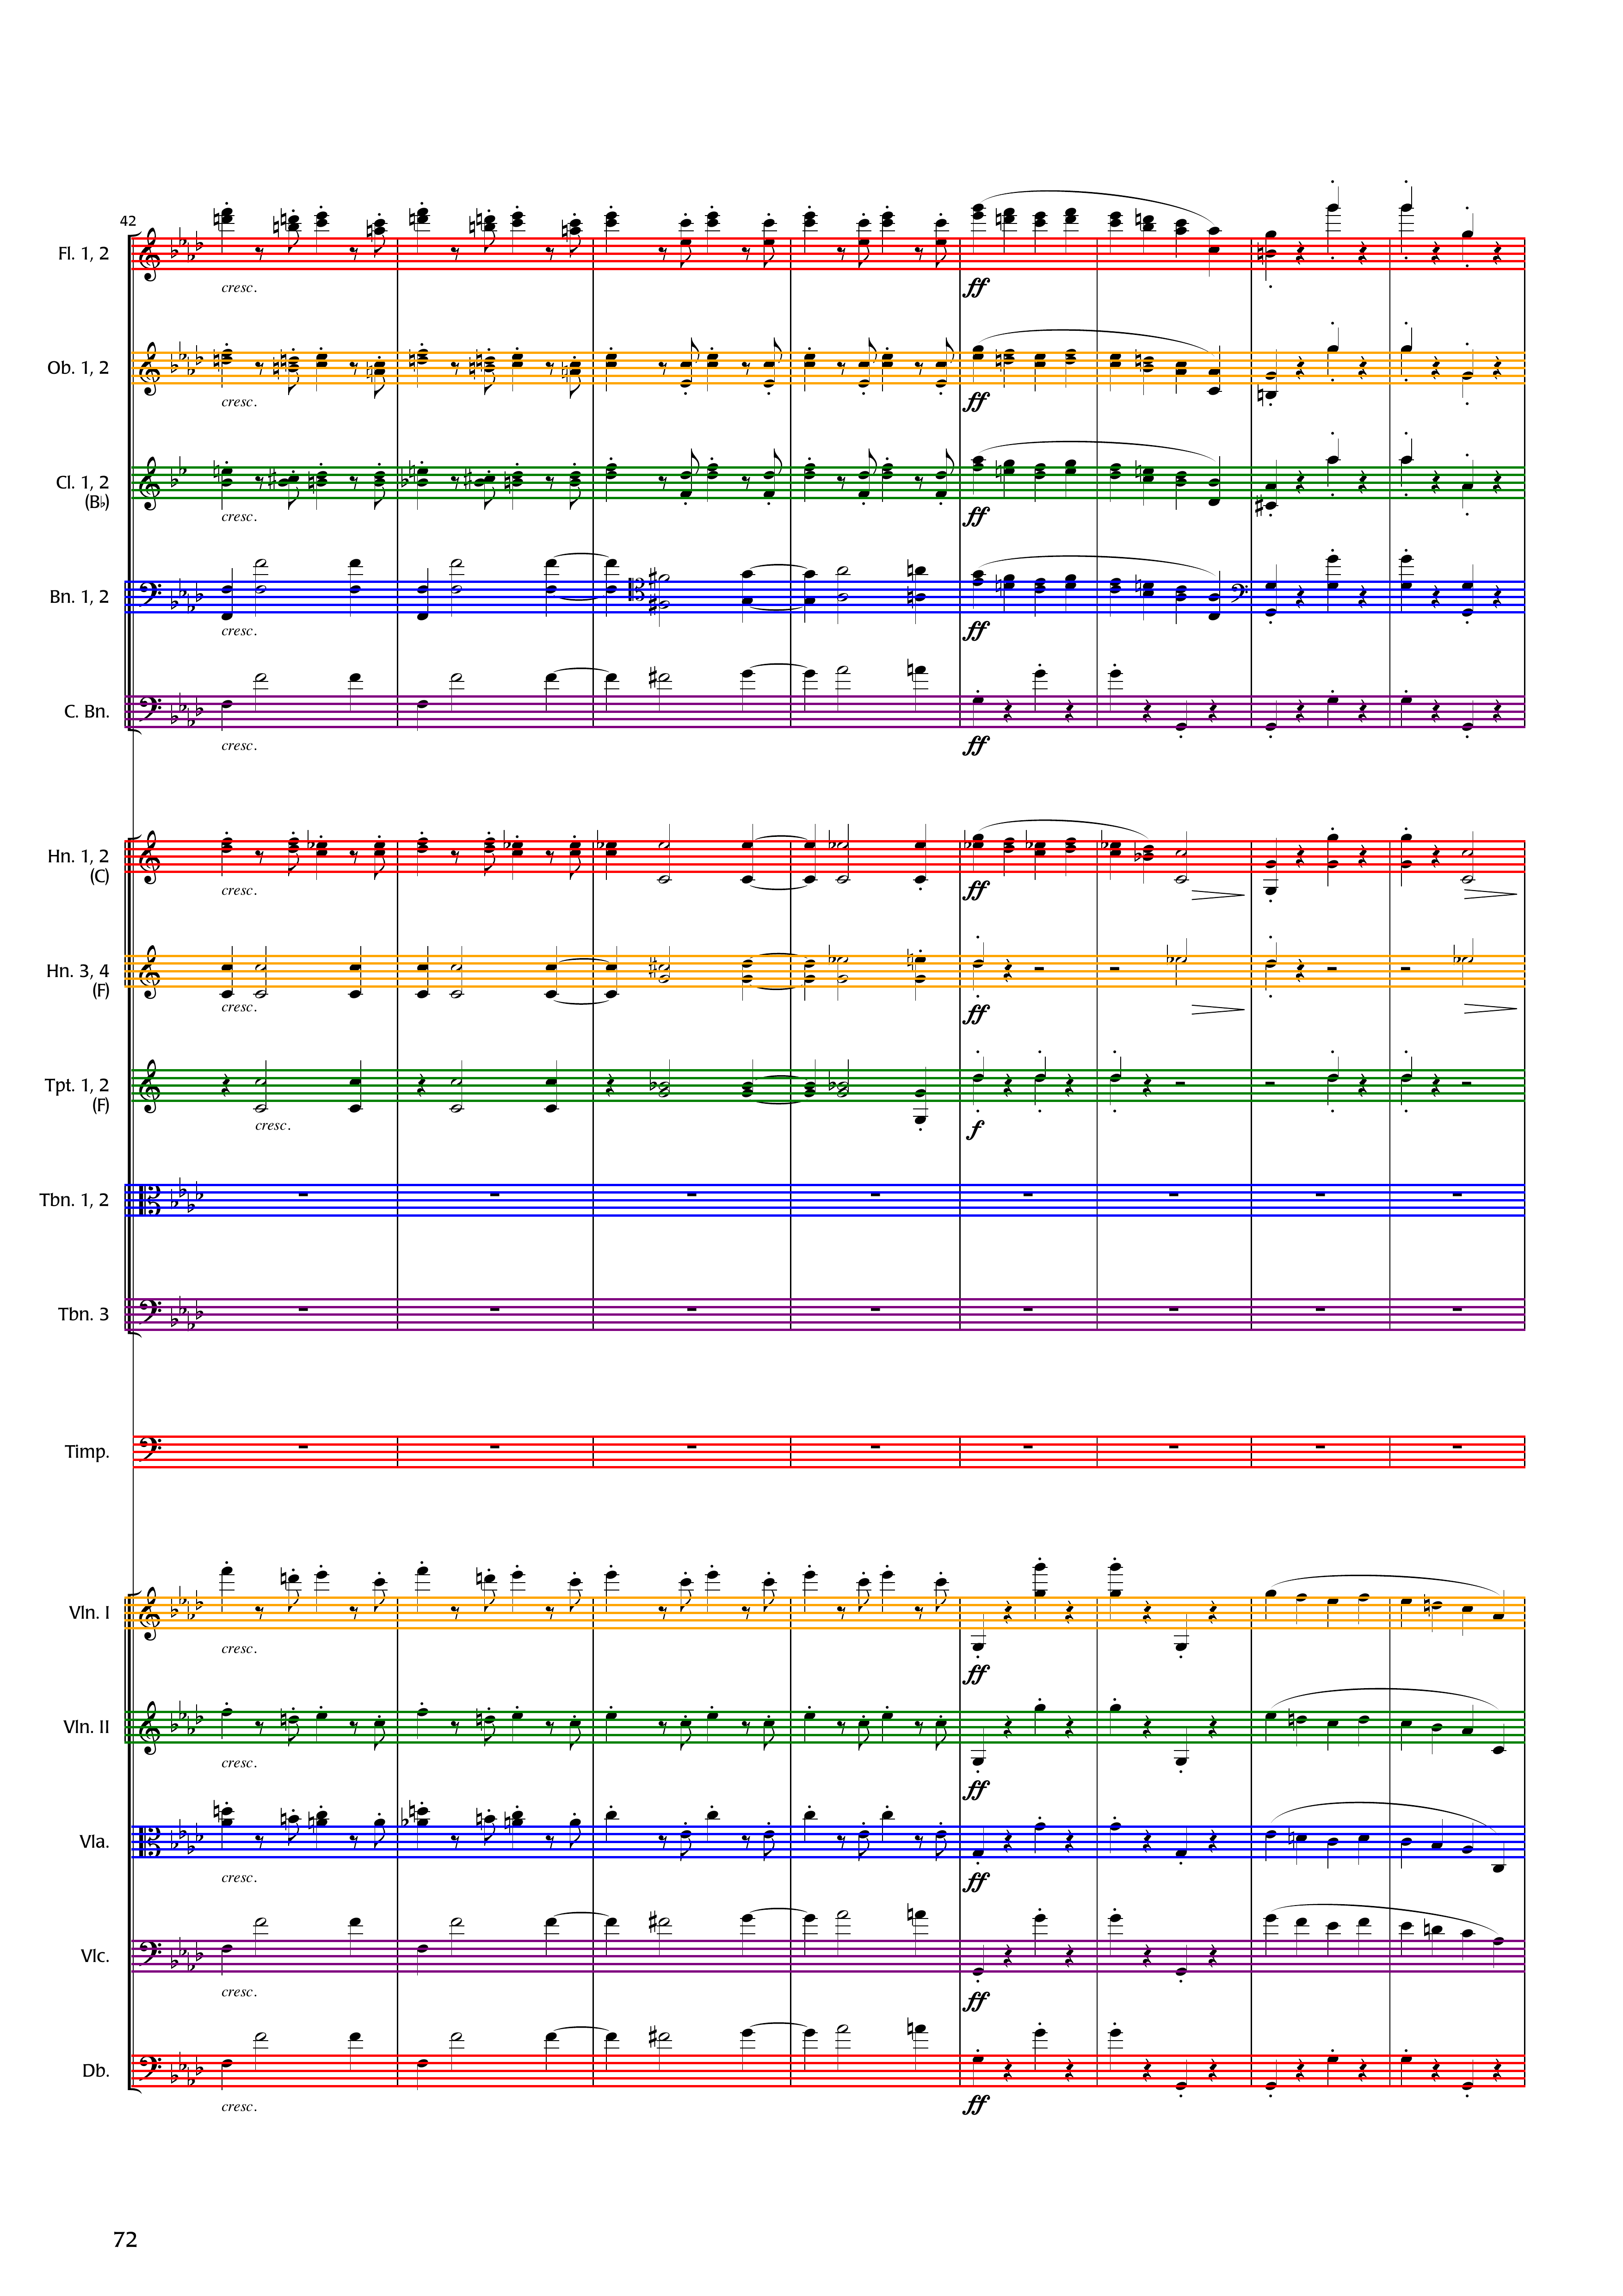 42
Fl. 1, 2
cresc.
Ob. 1, 2
cresc.
ff
ff
Cl. 1, 2
(B♭)
cresc.
ff
Bn. 1, 2
cresc.
ff
C. Bn.
cresc.
ff
Hn. 1, 2
(C)
cresc.
ff
Hn. 3, 4
(F)
cresc.
ff
Tpt. 1, 2
(F)
cresc.
f
Tbn. 1, 2
Tbn. 3
Timp.
Vln. I
cresc.
ff
Vln. II
cresc.
ff
Vla.
cresc.
ff
Vlc.
cresc.
ff
Db.
cresc.
ff
72